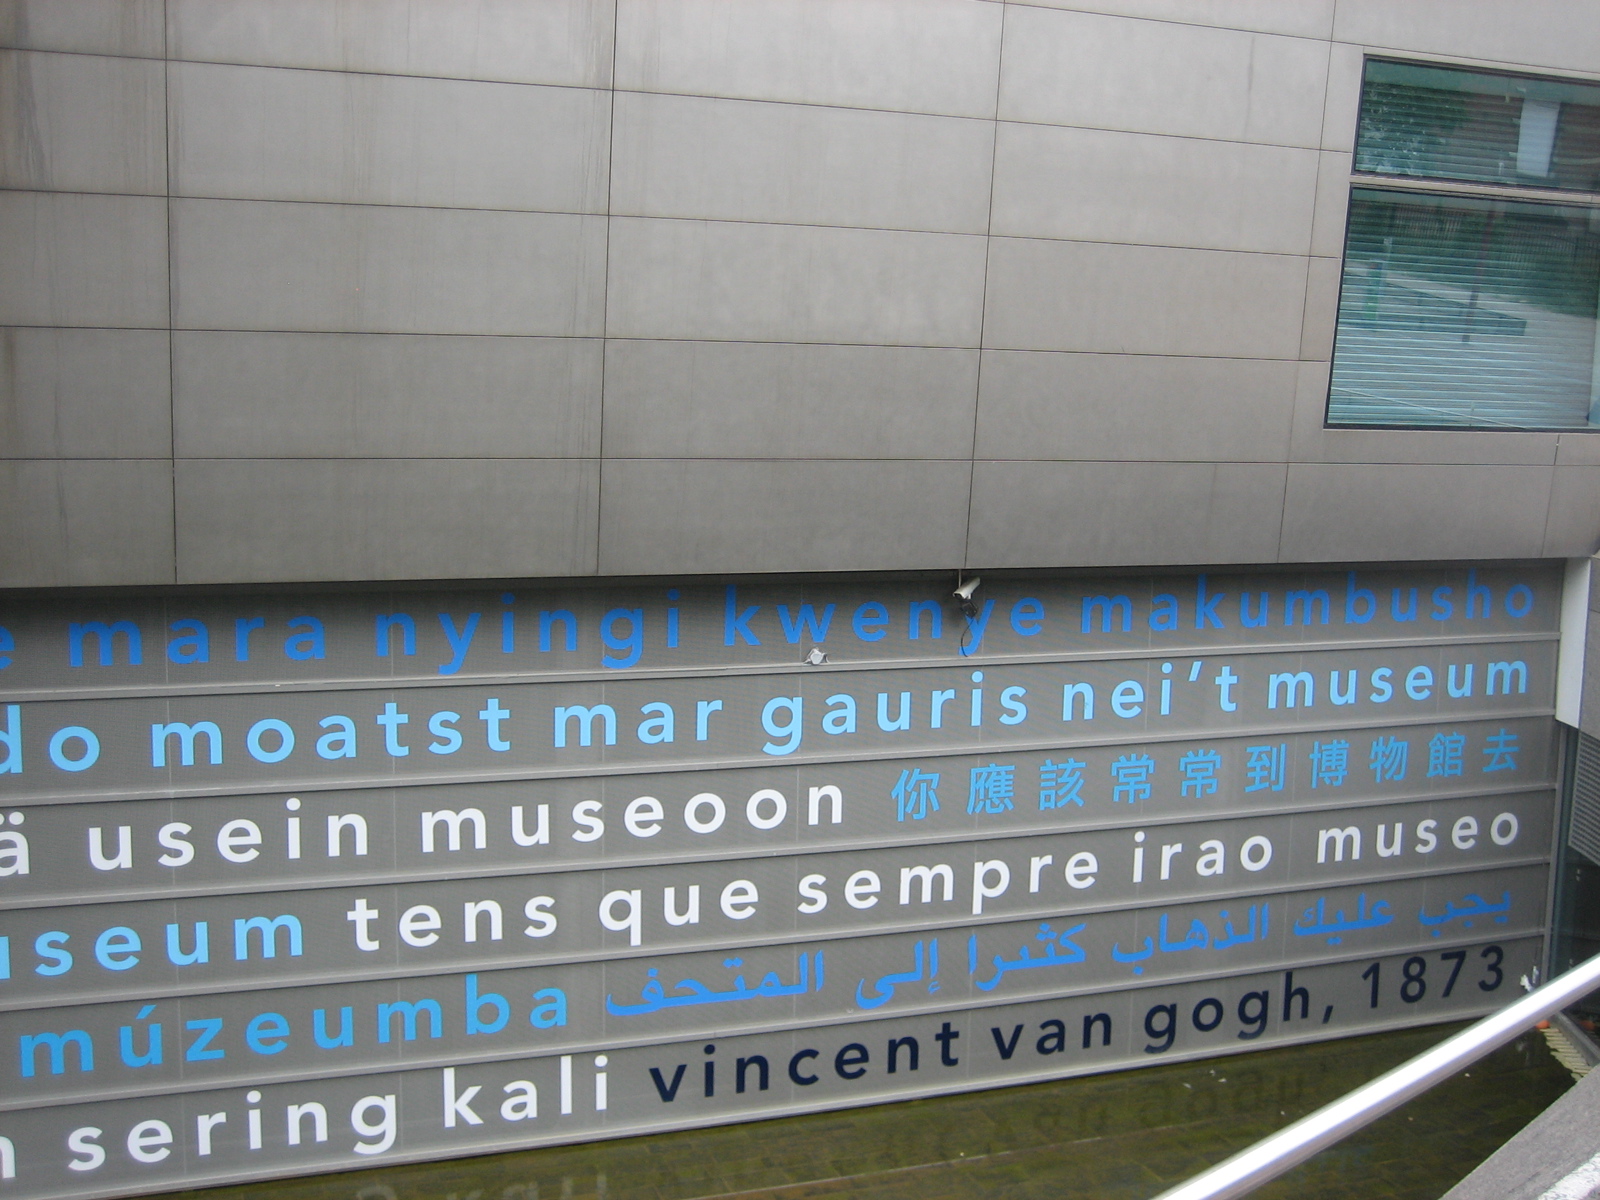 mara nyingi kwenye makumbusho
do moatst mar gauris nei't museum
usein museoon 你應該常常到博物館去
tens que sempre irao museo
múzeumba يجب عليك الذهاب كثيرا إلى المتحف
sering kali vincent van gogh, 1873